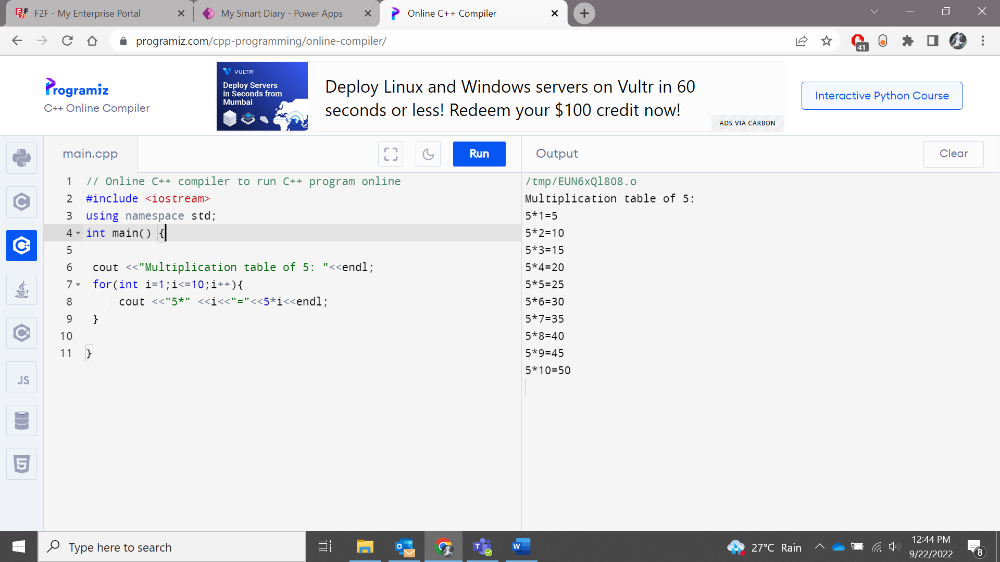 F2F - My Enterprise Portal
My Smart Diary - Power Apps
Online C++ Compiler
programiz.com/cpp-programming/online-compiler/
41
Programiz
C++ Online Compiler
VULTR
Deploy Servers
in Seconds from
Mumbai
Deploy Linux and Windows servers on Vultr in 60
seconds or less! Redeem your $100 credit now!
ADS VIA CARBON
Interactive Python Course
main.cpp
Run
Output
Clear
1 // Online C++ compiler to run C++ program online
2 #include <iostream>
3 using namespace std;
4 int main() {
5
6 cout <<"Multiplication table of 5: "<<endl;
7 for(int i=1;i<=10;i++){
8 cout <<"5*" <<i<<"="<<5*i<<endl;
9 }
10
11 }
JS
/tmp/EUN6xQl8O8.o
Multiplication table of 5:
5*1=5
5*2=10
5*3=15
5*4=20
5*5=25
5*6=30
5*7=35
5*8=40
5*9=45
5*10=50
Type here to search
27°C Rain
12:44 PM
9/22/2022
8